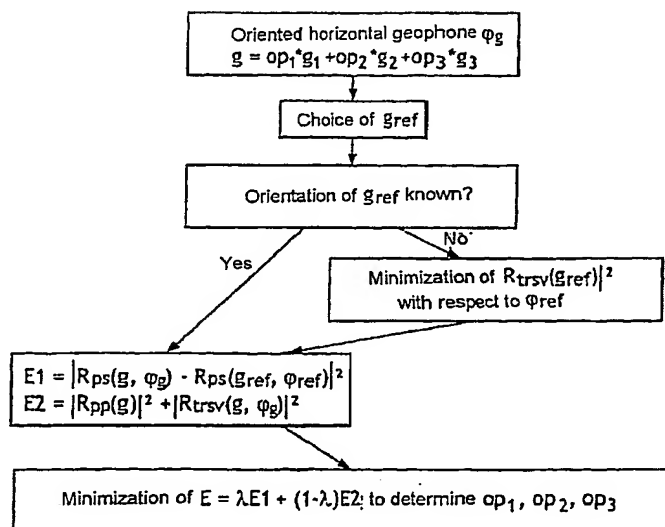 Oriented horizontal geophone φg
g = op1*g1+op2*g2+op3*g3
Choice of gref
Orientation of gref known?
Yes
No
Minimization of Rtrsv(gref)|²
with respect to φref
E1 = |Rps(g, φg) - Rps(gref, φref)|²
E2 = |Rpp(g)|² +|Rtrsv(g, φg)|²
Minimization of E = λE1 + (1-λ)E2: to determine op1, op2, op3